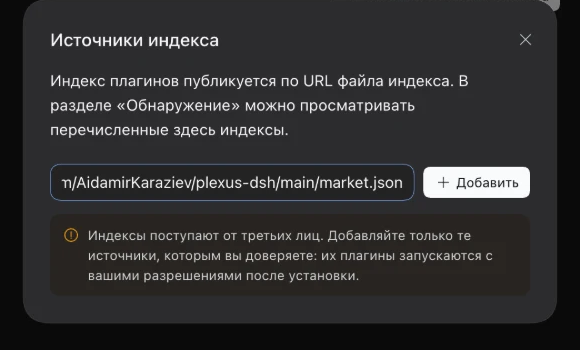 Источники индекса
Индекс плагинов публикуется по URL файла индекса. В
разделе «Обнаружение» можно просматривать
перечисленные здесь индексы.
m/AidamirKaraziev/plexus-dsh/main/market.json
+ Добавить
Индексы поступают от третьих лиц. Добавляйте только те
источники, которым вы доверяете: их плагины запускаются с
вашими разрешениями после установки.